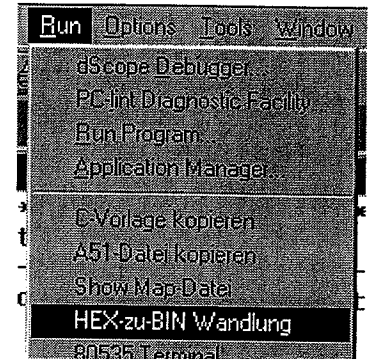 Run Options Tools Window
dScope Debugger...
PC-lint Diagnostic Facility
Run Program...
Application Manager...
C-Vorlage kopieren
A51-Datei kopieren
Show Map-Datei
HEX-zu-BIN Wandlung
80535 Terminal